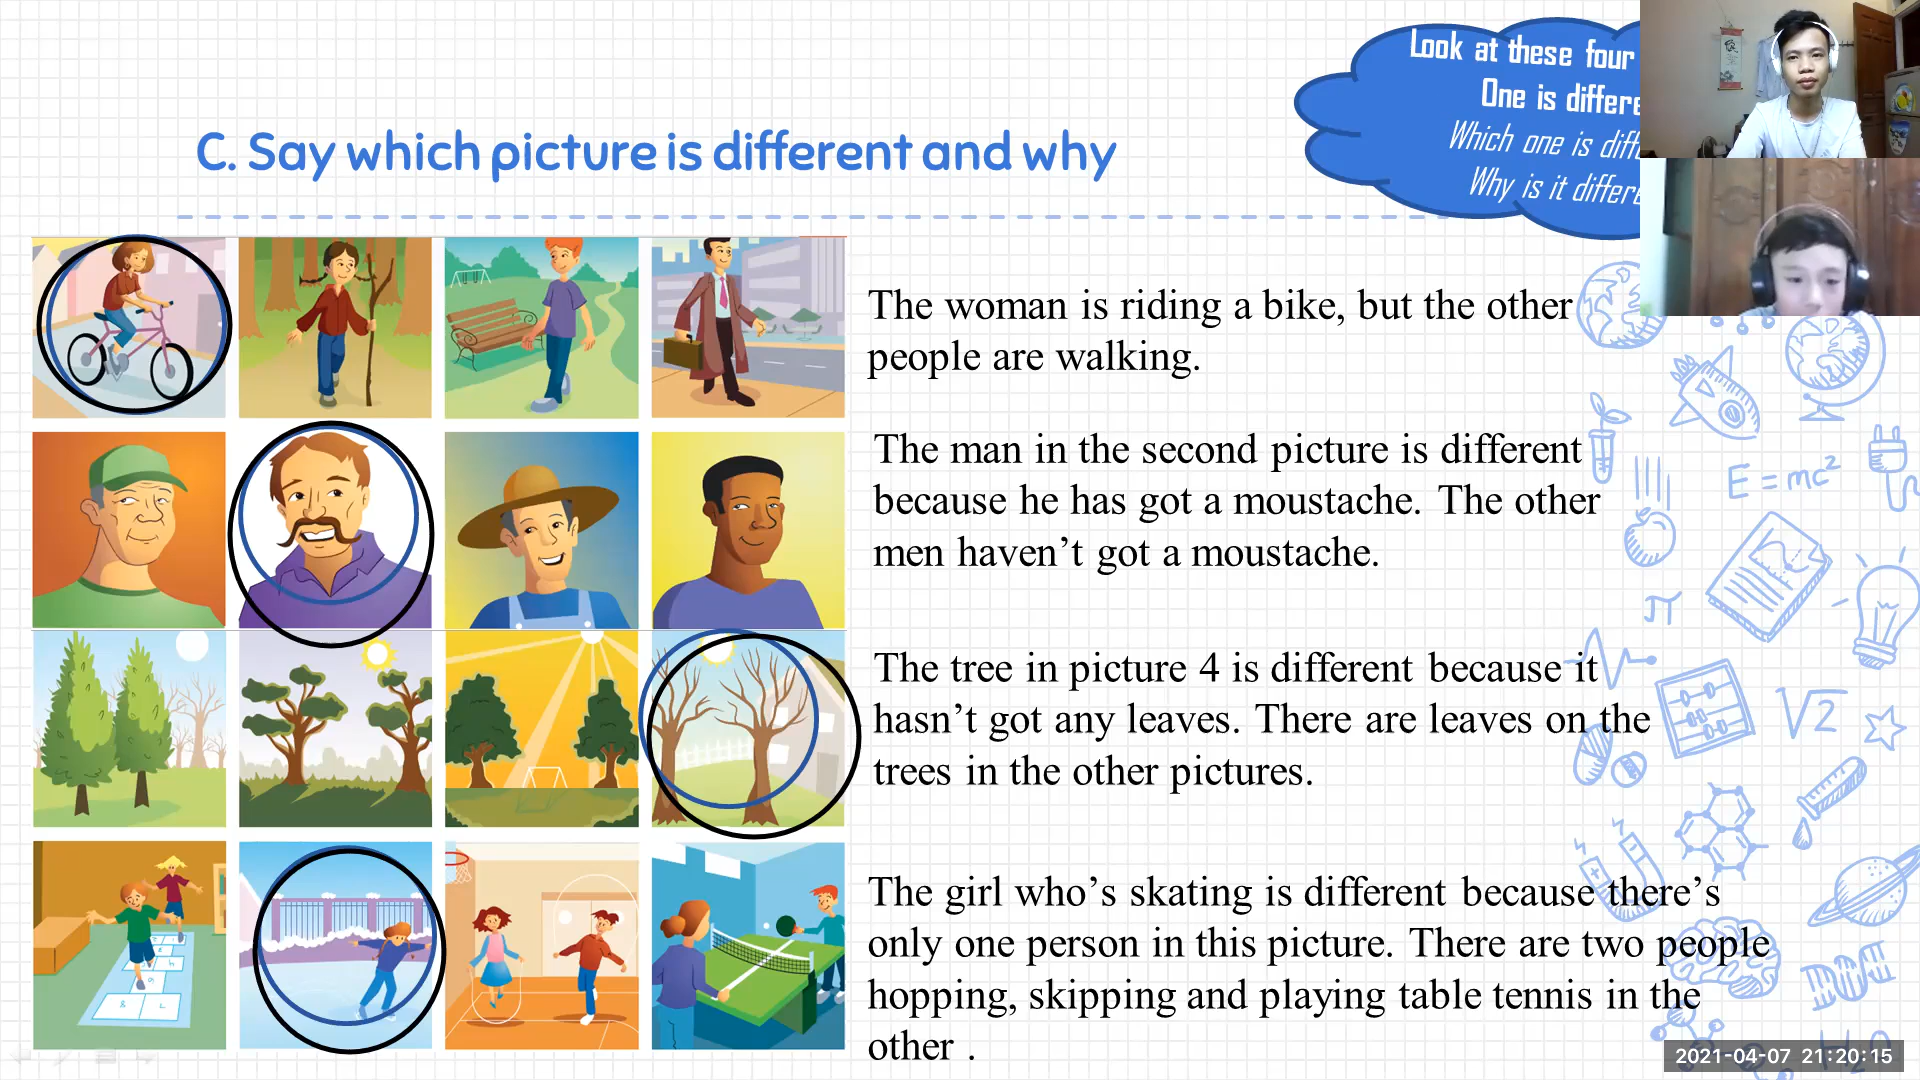 Look at these four
One is
Which one is
Why is it
C. Say which picture is different and why
The woman is riding a bike, but the other
people are walking.
The man in the second picture is different
because he has got a moustache. The other
men haven't got a moustache.
The tree in picture 4 is different because it
hasn't got any leaves. There are leaves on the
trees in the other pictures.
The girl who's skating is different because there's
only one person in this picture. There are two people
hopping, skipping and playing table tennis in the
other .
E = mc²
π
√2
H₂O
2021-04-07 21:20:15